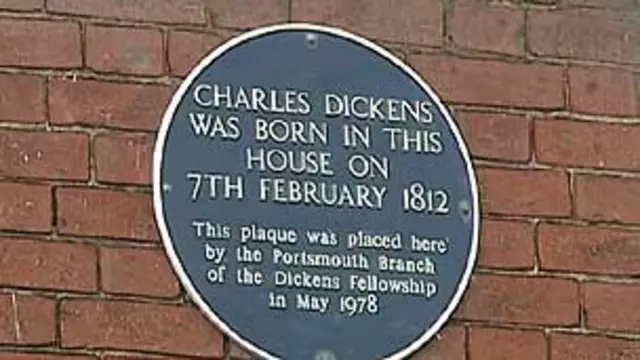 CHARLES DICKENS
WAS BORN IN THIS
HOUSE ON
7TH FEBRUARY 1812
This plaque was placed here
by the Portsmouth Branch
of the Dickens Fellowship
in May 1978